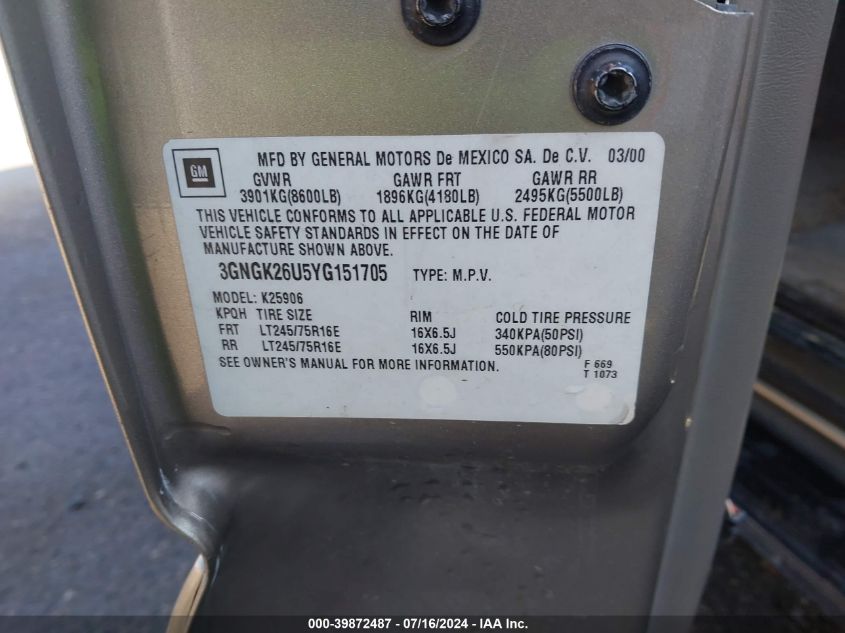 GM
MFD BY GENERAL MOTORS De MEXICO SA. De C.V. 03/00
GVWR GAWR FRT GAWR RR
3901KG(8600LB) 1896KG(4180LB) 2495KG(5500LB)
THIS VEHICLE CONFORMS TO ALL APPLICABLE U.S. FEDERAL MOTOR
VEHICLE SAFETY STANDARDS IN EFFECT ON THE DATE OF
MANUFACTURE SHOWN ABOVE.
3GNGK26U5YG151705 TYPE: M.P.V.
MODEL: K25906
KPQH TIRE SIZE RIM COLD TIRE PRESSURE
FRT LT245/75R16E 16X6.5J 340KPA(50PSI)
RR LT245/75R16E 16X6.5J 550KPA(80PSI)
SEE OWNER'S MANUAL FOR MORE INFORMATION.
F 669
T 1073
000-39872487 - 07/16/2024 - IAA Inc.